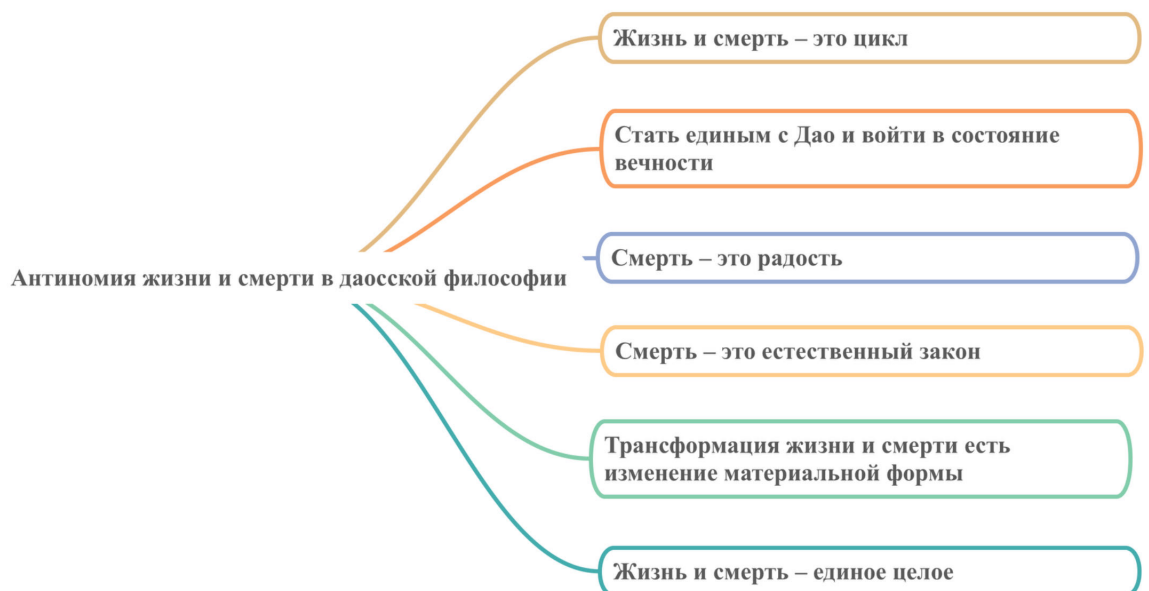 Жизнь и смерть – это цикл
Стать единым с Дао и войти в состояние
вечности
Смерть – это радость
Антиномия жизни и смерти в даосской философии
Смерть – это естественный закон
Трансформация жизни и смерти есть
изменение материальной формы
Жизнь и смерть – единое целое